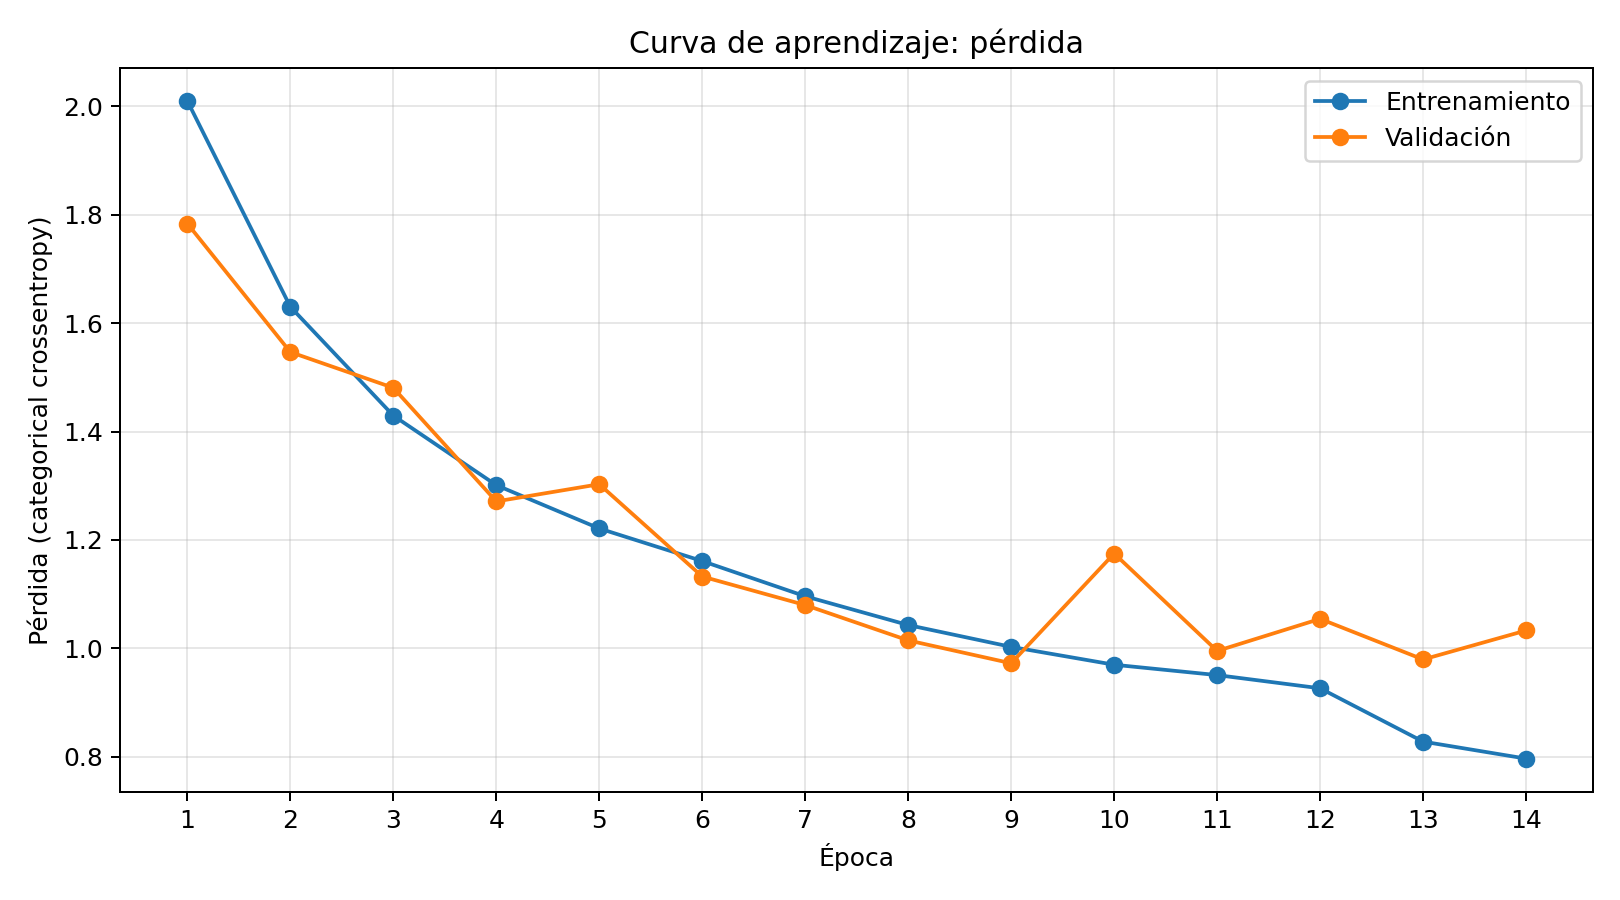 Curva de aprendizaje: pérdida
Entrenamiento
Validación
Pérdida (categorical crossentropy)
2.0
1.8
1.6
1.4
1.2
1.0
0.8
1 2 3 4 5 6 7 8 9 10 11 12 13 14
Época